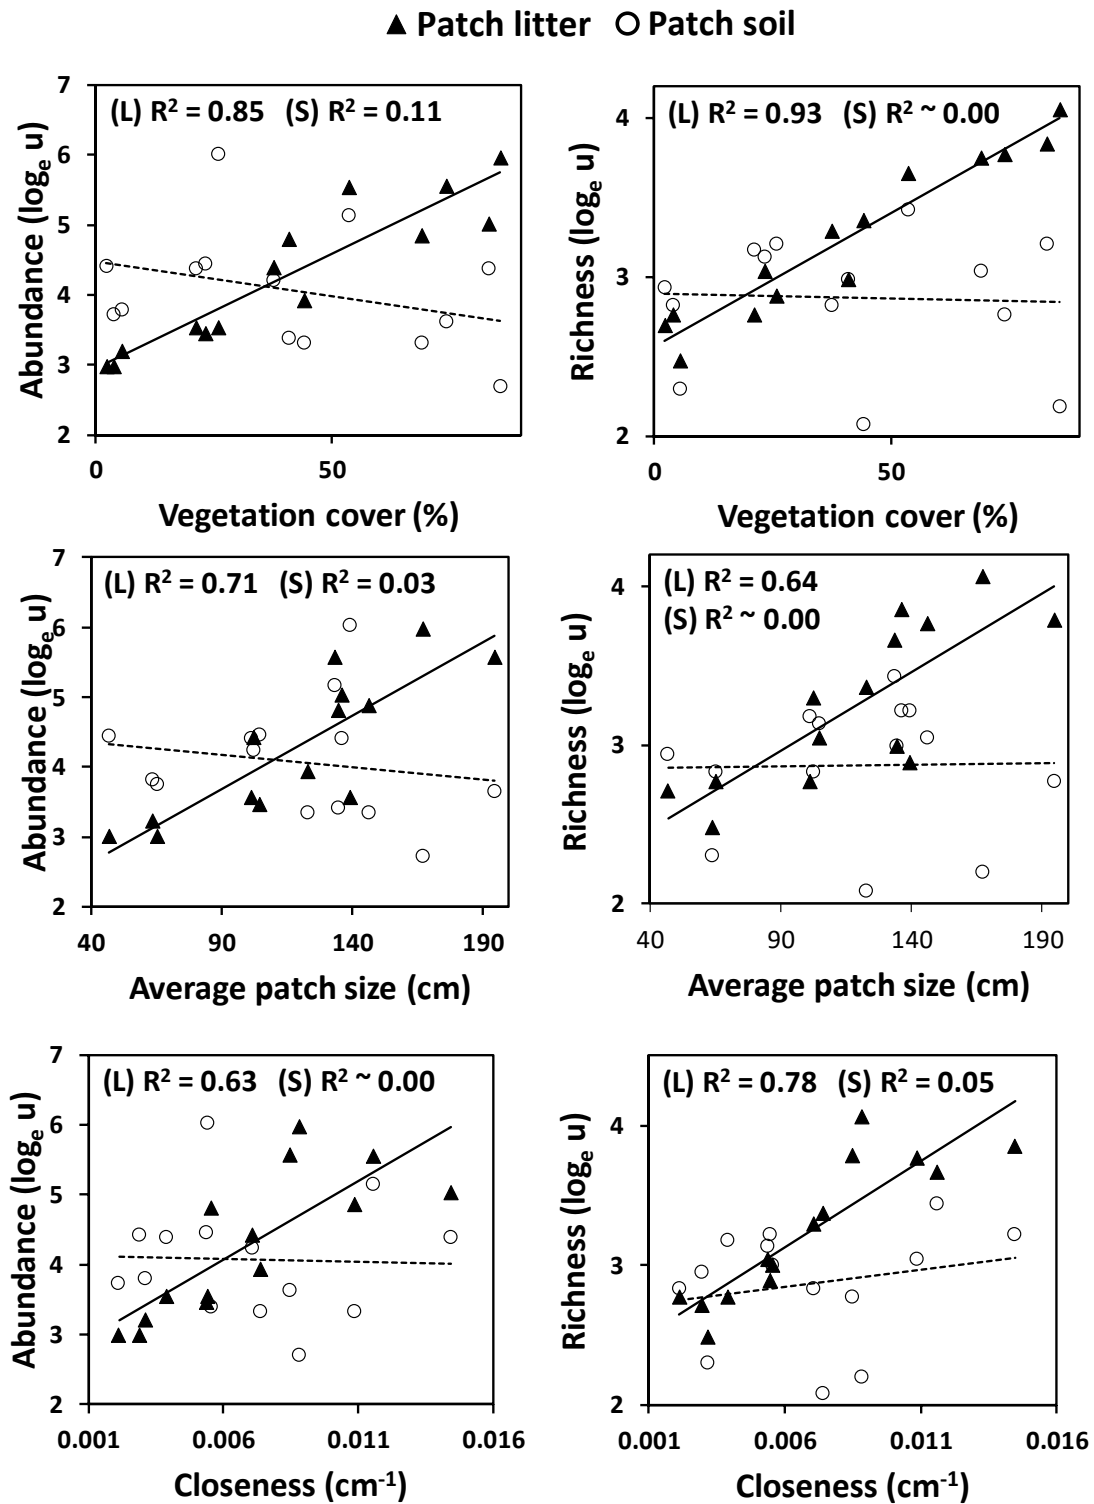 ▲ Patch litter ○ Patch soil
(L) R² = 0.85 (S) R² = 0.11
Abundance (logₑ u)
7
6
5
4
3
2
0 50
Vegetation cover (%)
(L) R² = 0.93 (S) R² ~ 0.00
Richness (logₑ u)
4
3
2
0 50
Vegetation cover (%)
(L) R² = 0.71 (S) R² = 0.03
Abundance (logₑ u)
7
6
5
4
3
2
40 90 140 190
Average patch size (cm)
(L) R² = 0.64
(S) R² ~ 0.00
Richness (logₑ u)
4
3
2
40 90 140 190
Average patch size (cm)
(L) R² = 0.63 (S) R² ~ 0.00
Abundance (logₑ u)
7
6
5
4
3
2
0.001 0.006 0.011 0.016
Closeness (cm⁻¹)
(L) R² = 0.78 (S) R² = 0.05
Richness (logₑ u)
4
3
2
0.001 0.006 0.011 0.016
Closeness (cm⁻¹)